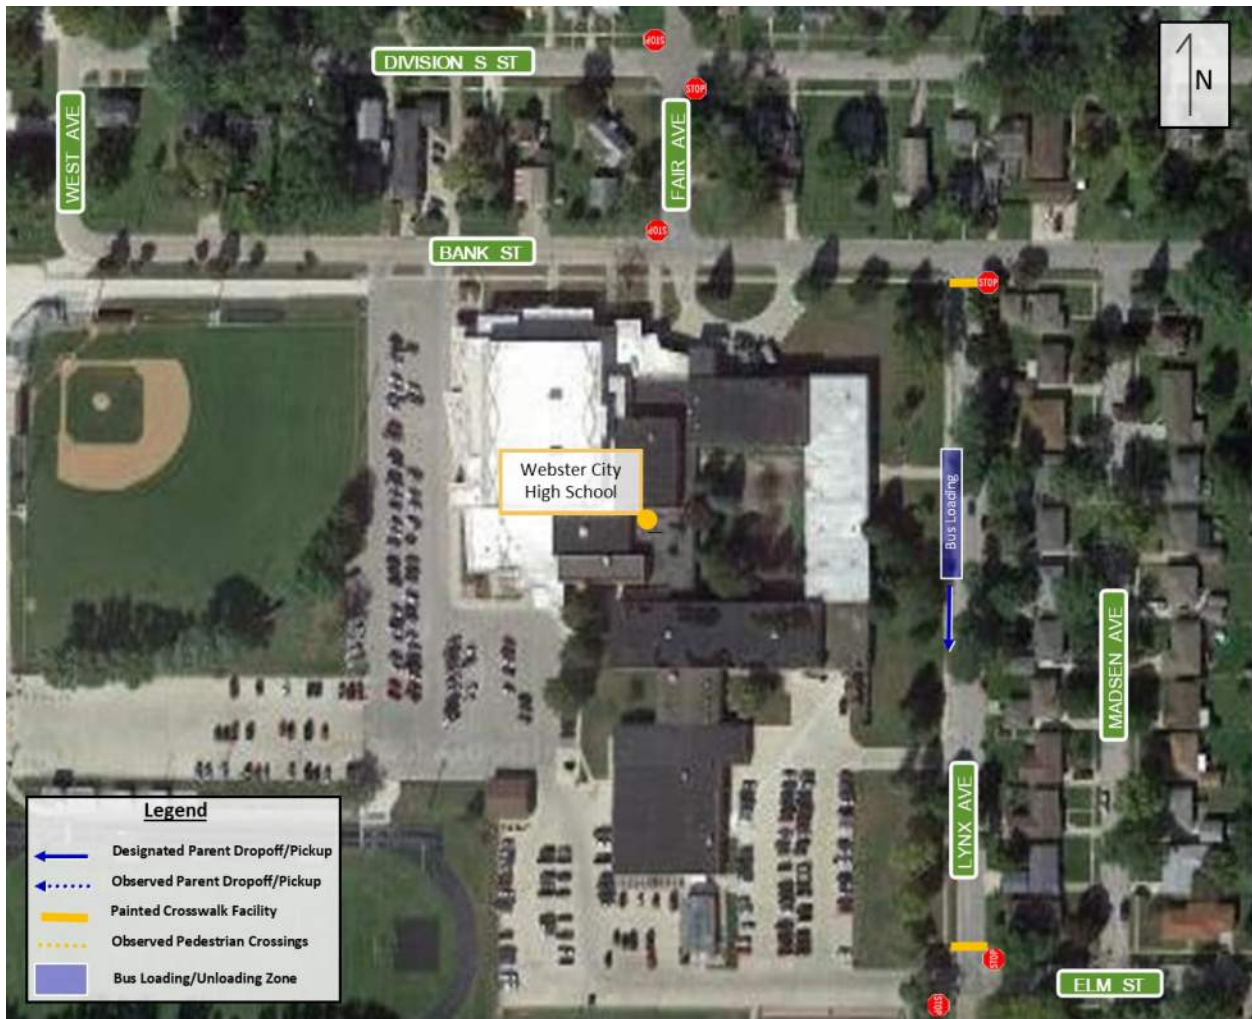 STOP
DIVISION S ST
N
STOP
WEST AVE
FAIR AVE
STOP
BANK ST
STOP
Webster City
High School
Bus Loading
MADSEN AVE
LYNX AVE
Legend
Designated Parent Dropoff/Pickup
Observed Parent Dropoff/Pickup
Painted Crosswalk Facility
Observed Pedestrian Crossings
Bus Loading/Unloading Zone
STOP
ELM ST
STOP